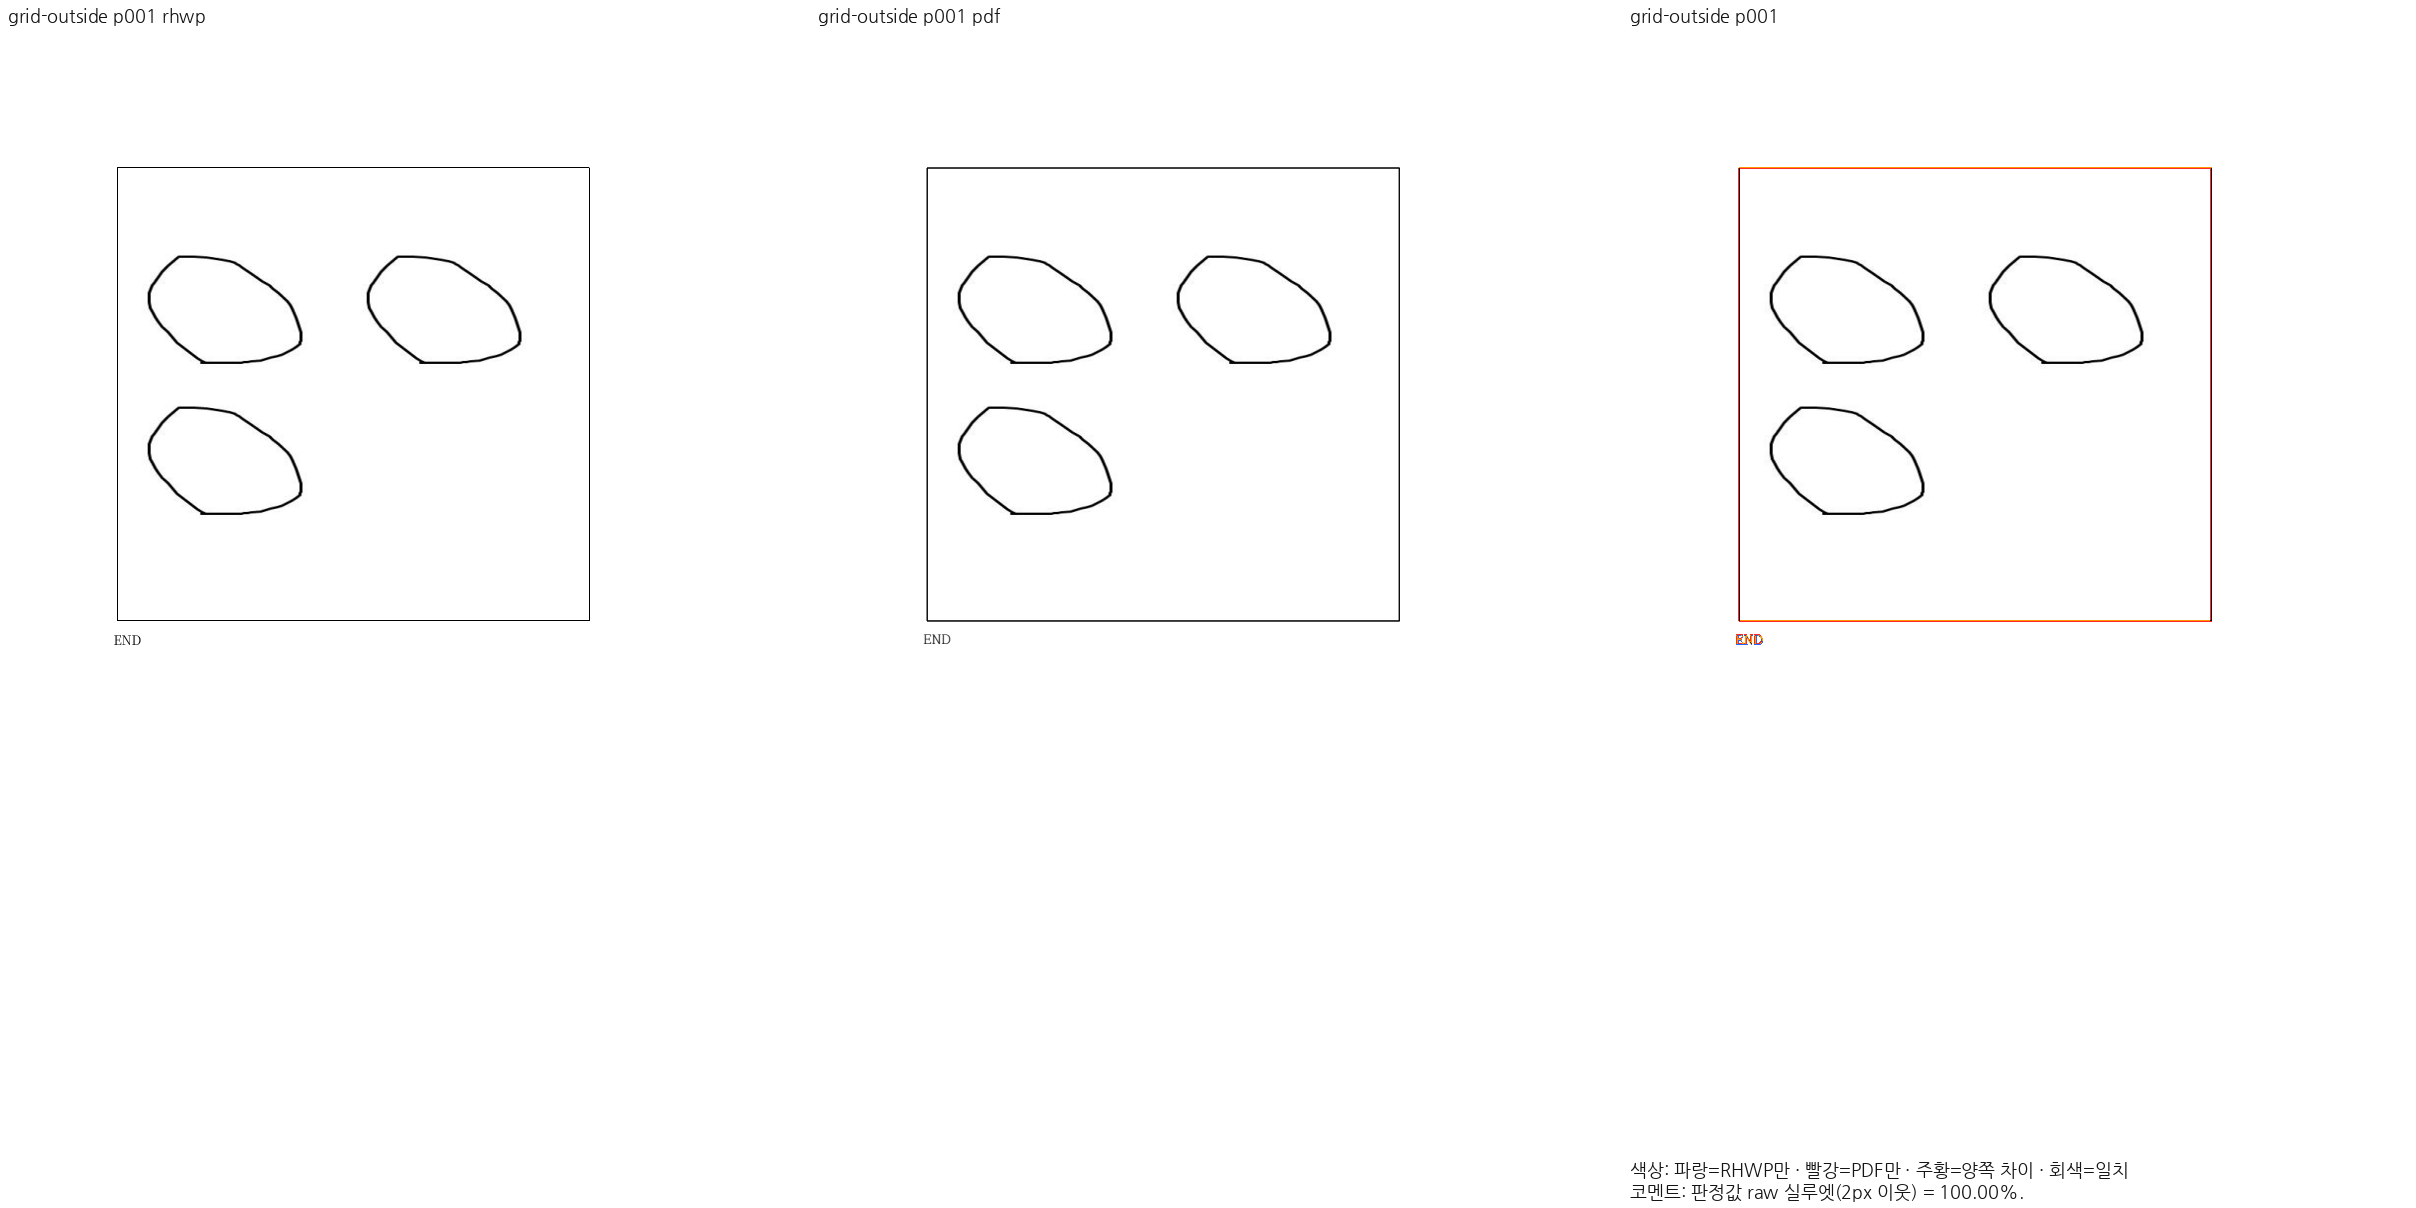 grid-outside p001 rhwp
grid-outside p001 pdf
grid-outside p001
END
END
END
색상: 파랑=RHWP만 · 빨강=PDF만 · 주황=양쪽 차이 · 회색=일치
코멘트: 판정값 raw 실루엣(2px 이웃) = 100.00%.